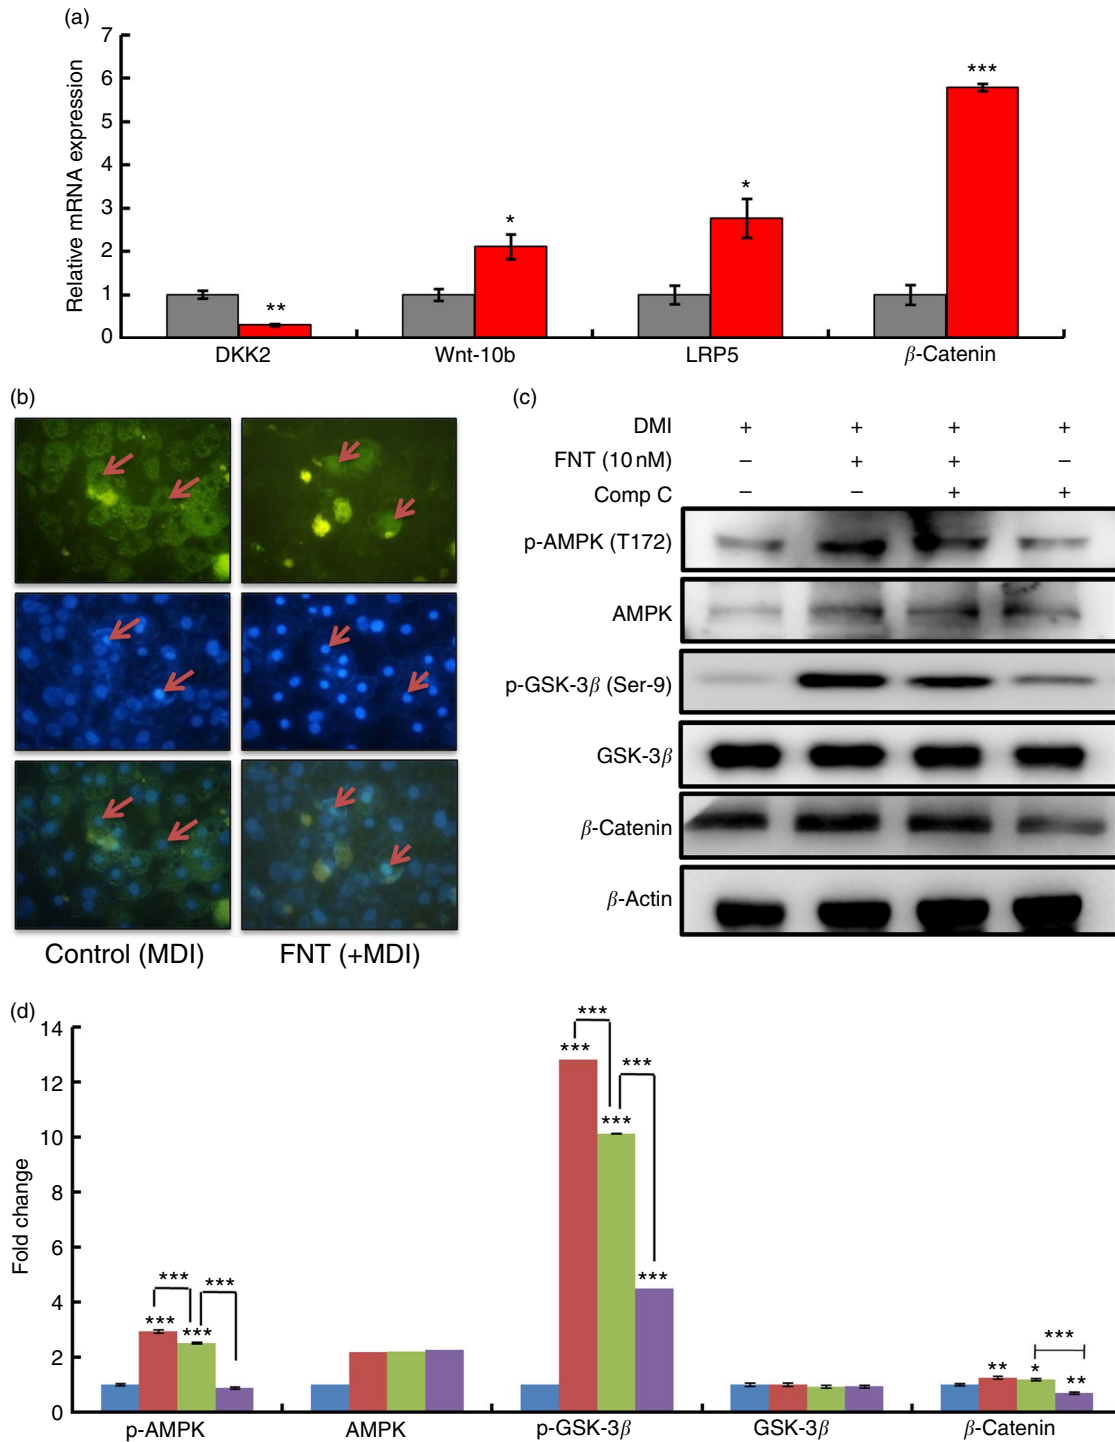 (a)
Relative mRNA expression
7
6
5
4
3
2
1
0
**
*
*
***
DKK2 Wnt-10b LRP5 β-Catenin
(b)
Control (MDI) FNT (+MDI)
(c)
DMI + + + +
FNT (10 nM) − + + −
Comp C − − + +
p-AMPK (T172)
AMPK
p-GSK-3β (Ser-9)
GSK-3β
β-Catenin
β-Actin
(d)
Fold change
14
12
10
8
6
4
2
0
*** *** *** ***
*** *** *** *** ***
*** ** * **
p-AMPK AMPK p-GSK-3β GSK-3β β-Catenin